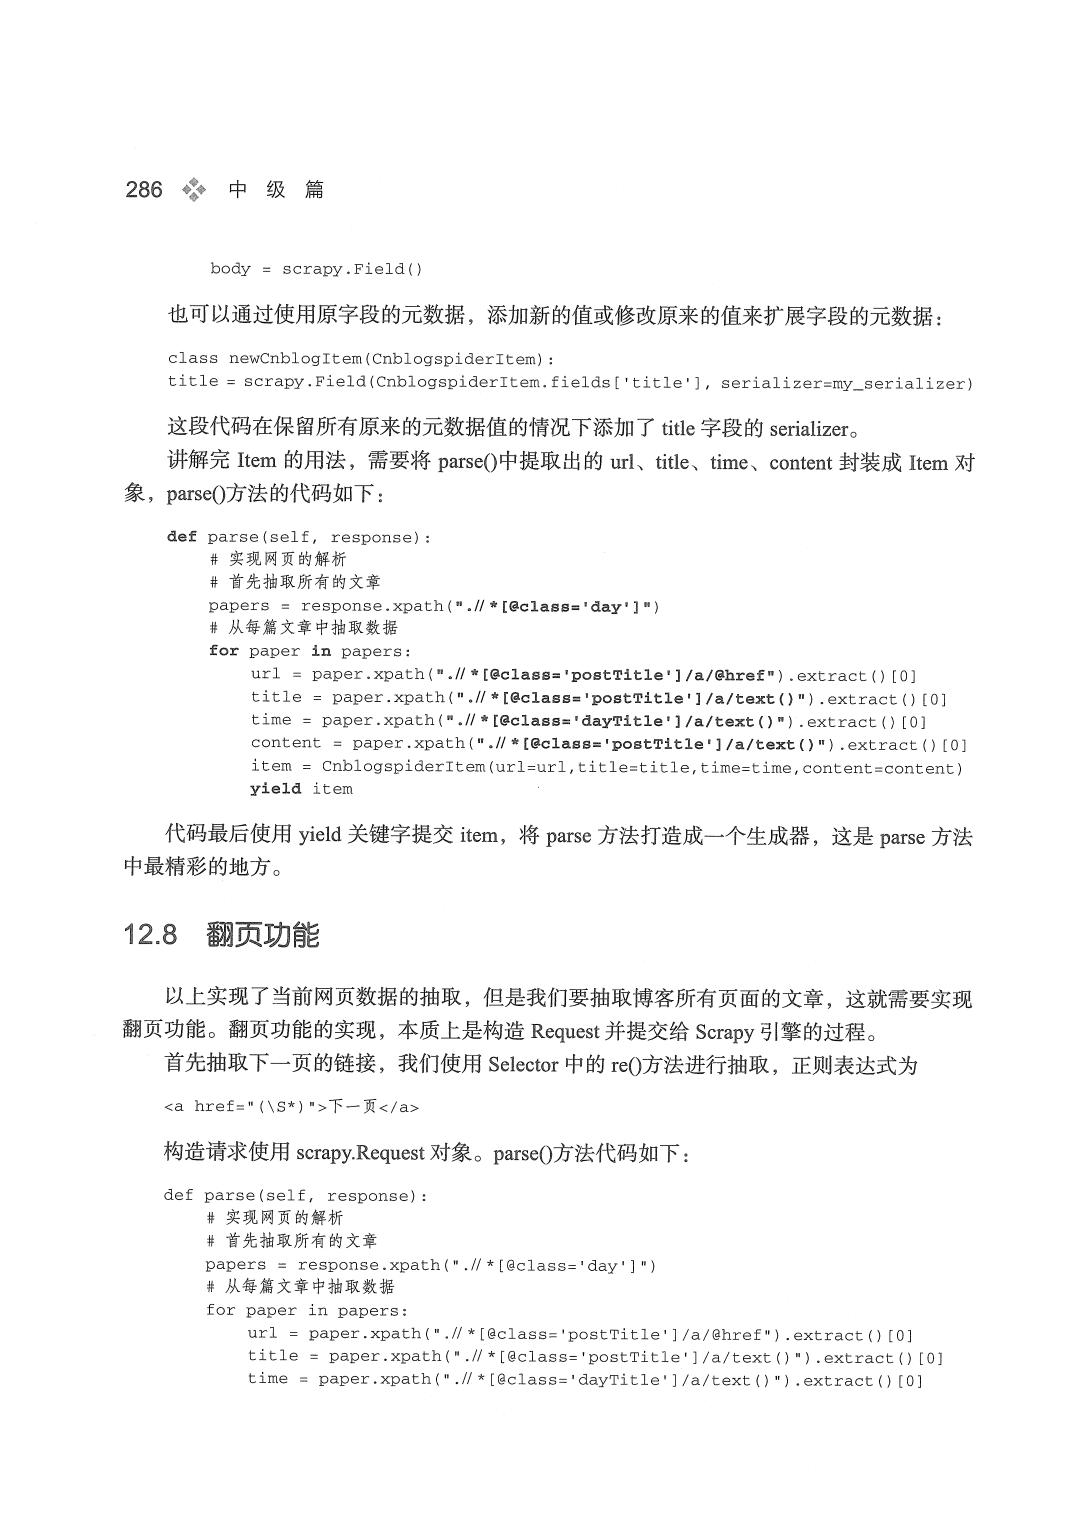 286 中 级 篇
body = scrapy.Field()
也可以通过使用原字段的元数据，添加新的值或修改原来的值来扩展字段的元数据：
class newCnblogItem(CnblogspiderItem):
title = scrapy.Field(CnblogspiderItem.fields['title'], serializer=my_serializer)
这段代码在保留所有原来的元数据值的情况下添加了 title 字段的 serializer。
讲解完 Item 的用法，需要将 parse()中提取出的 url、title、time、content 封装成 Item 对
象，parse()方法的代码如下：
def parse(self, response):
# 实现网页的解析
# 首先抽取所有的文章
papers = response.xpath(".//*[@class='day']")
# 从每篇文章中抽取数据
for paper in papers:
url = paper.xpath(".//*[@class='postTitle']/a/@href").extract()[0]
title = paper.xpath(".//*[@class='postTitle']/a/text()").extract()[0]
time = paper.xpath(".//*[@class='dayTitle']/a/text()").extract()[0]
content = paper.xpath(".//*[@class='postTitle']/a/text()").extract()[0]
item = CnblogspiderItem(url=url,title=title,time=time,content=content)
yield item
代码最后使用 yield 关键字提交 item，将 parse 方法打造成一个生成器，这是 parse 方法
中最精彩的地方。
12.8 翻页功能
以上实现了当前网页数据的抽取，但是我们要抽取博客所有页面的文章，这就需要实现
翻页功能。翻页功能的实现，本质上是构造 Request 并提交给 Scrapy 引擎的过程。
首先抽取下一页的链接，我们使用 Selector 中的 re()方法进行抽取，正则表达式为
<a href="(\S*)">下一页</a>
构造请求使用 scrapy.Request 对象。parse()方法代码如下：
def parse(self, response):
# 实现网页的解析
# 首先抽取所有的文章
papers = response.xpath(".//*[@class='day']")
# 从每篇文章中抽取数据
for paper in papers:
url = paper.xpath(".//*[@class='postTitle']/a/@href").extract()[0]
title = paper.xpath(".//*[@class='postTitle']/a/text()").extract()[0]
time = paper.xpath(".//*[@class='dayTitle']/a/text()").extract()[0]